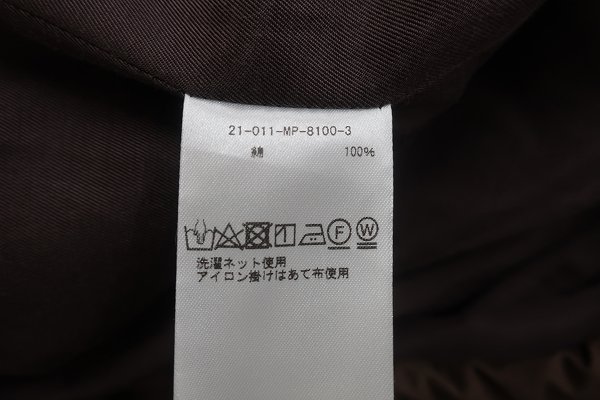 21-011-MP-8100-3
綿 100%
F W
洗濯ネット使用
アイロン掛けはあて布使用